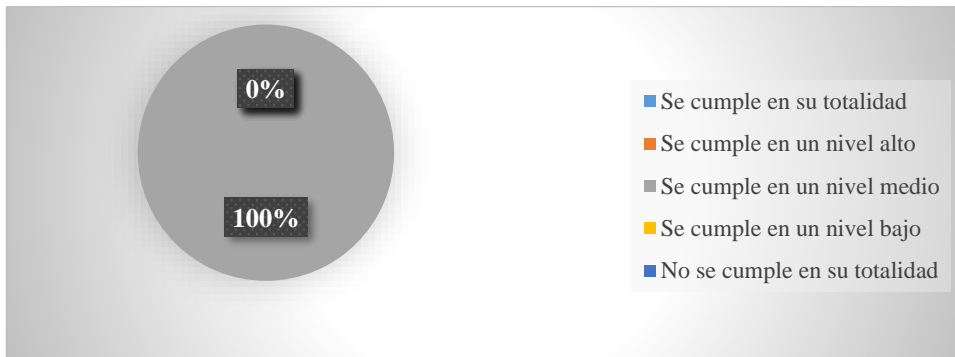 0%
100%
Se cumple en su totalidad
Se cumple en un nivel alto
Se cumple en un nivel medio
Se cumple en un nivel bajo
No se cumple en su totalidad